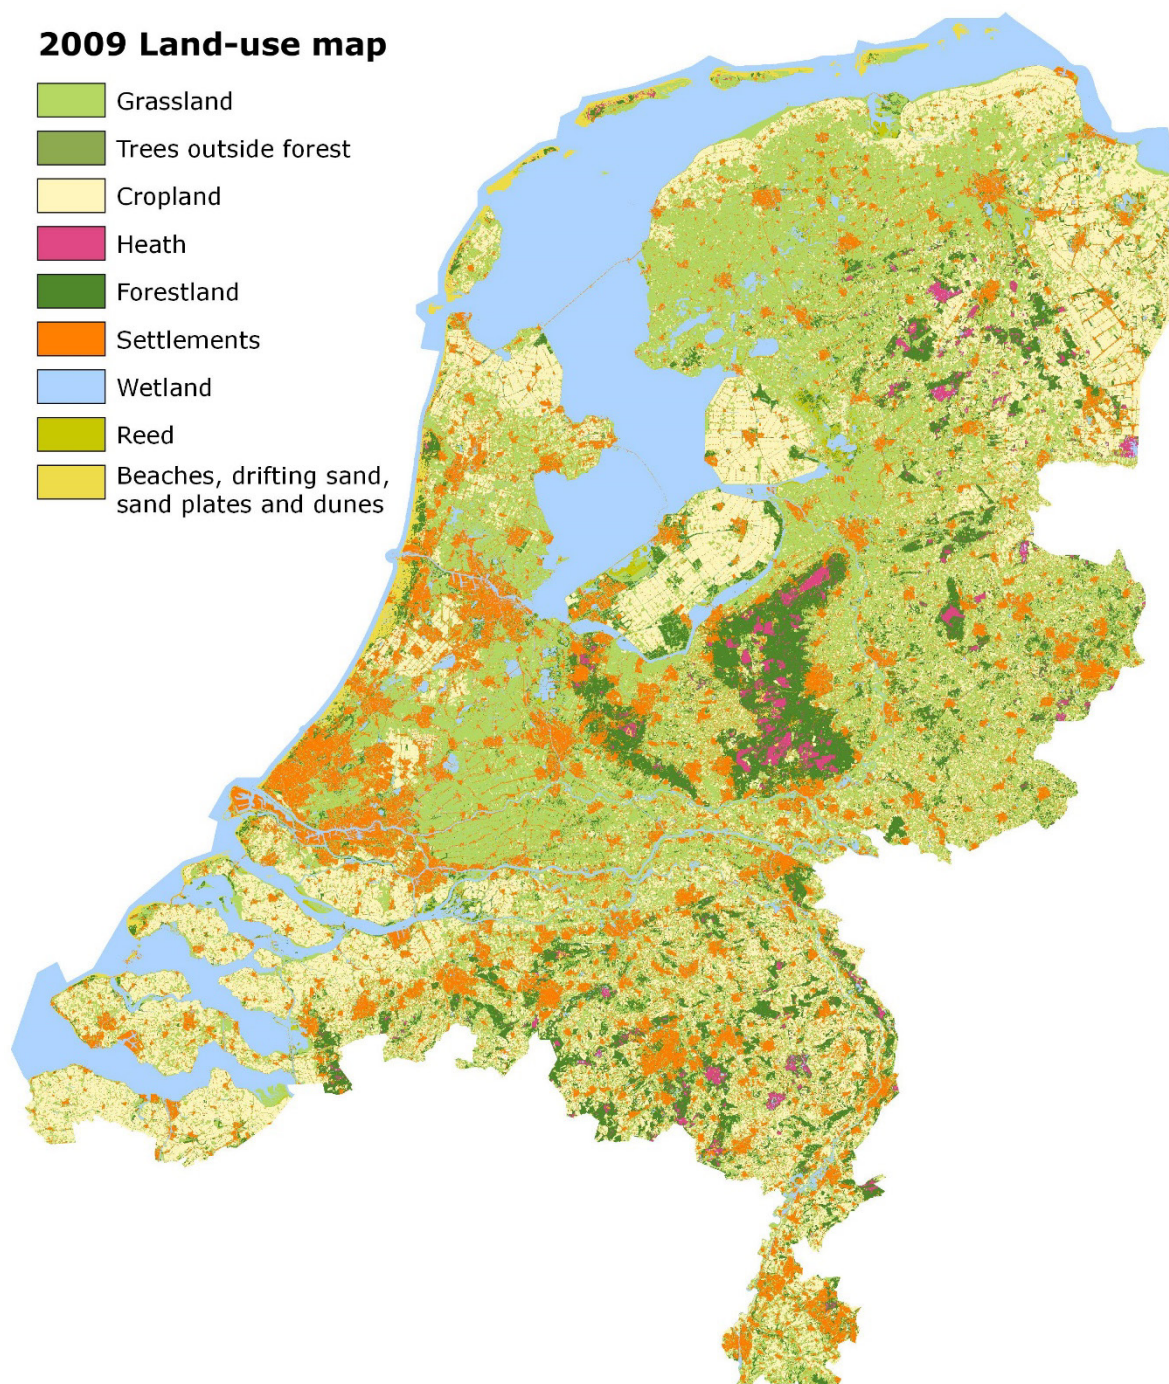 2009 Land-use map
Grassland
Trees outside forest
Cropland
Heath
Forestland
Settlements
Wetland
Reed
Beaches, drifting sand,
sand plates and dunes